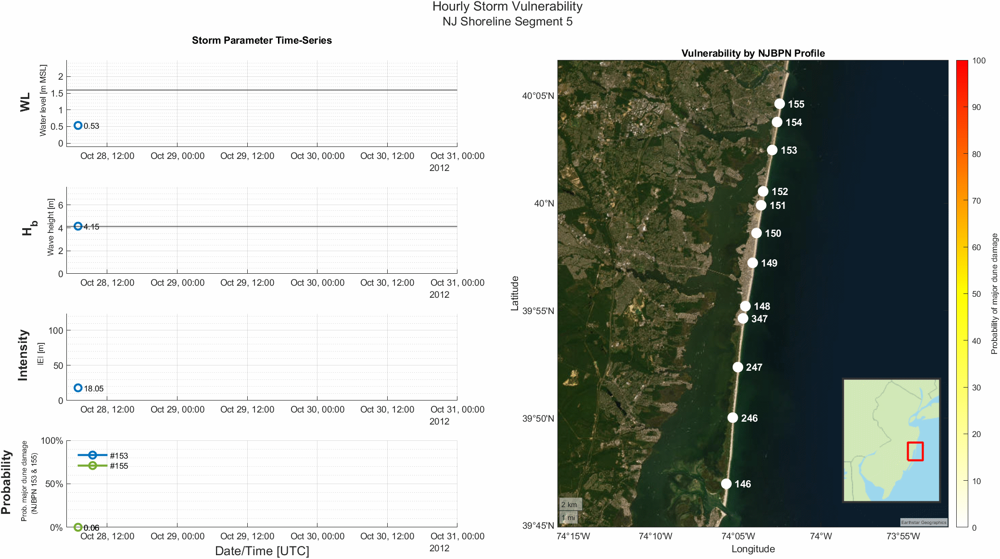 Hourly Storm Vulnerability
NJ Shoreline Segment 5
Storm Parameter Time-Series
WL
Water level [m MSL]
2
1.5
1
0.5
0
0.53
Oct 28, 12:00
Oct 29, 00:00
Oct 29, 12:00
Oct 30, 00:00
Oct 30, 12:00
Oct 31, 00:00
2012
Hb
Wave height [m]
6
4
2
0
4.15
Oct 28, 12:00
Oct 29, 00:00
Oct 29, 12:00
Oct 30, 00:00
Oct 30, 12:00
Oct 31, 00:00
2012
Intensity
|E| [m]
100
50
0
18.05
Oct 28, 12:00
Oct 29, 00:00
Oct 29, 12:00
Oct 30, 00:00
Oct 30, 12:00
Oct 31, 00:00
2012
Probability
Prob. major dune damage
(NJBPN 153 & 155)
100%
50%
0%
#153
#155
0.06
Oct 28, 12:00
Oct 29, 00:00
Oct 29, 12:00
Oct 30, 00:00
Oct 30, 12:00
Oct 31, 00:00
2012
Date/Time [UTC]
Vulnerability by NJBPN Profile
Latitude
40°05'N
40°N
39°55'N
39°50'N
39°45'N
155
154
153
152
151
150
149
148
347
247
246
146
2 km
1 mi
Earthstar Geographics
74°15'W
74°10'W
74°05'W
74°W
73°55'W
Longitude
100
90
80
70
60
50
40
30
20
10
0
Probability of major dune damage